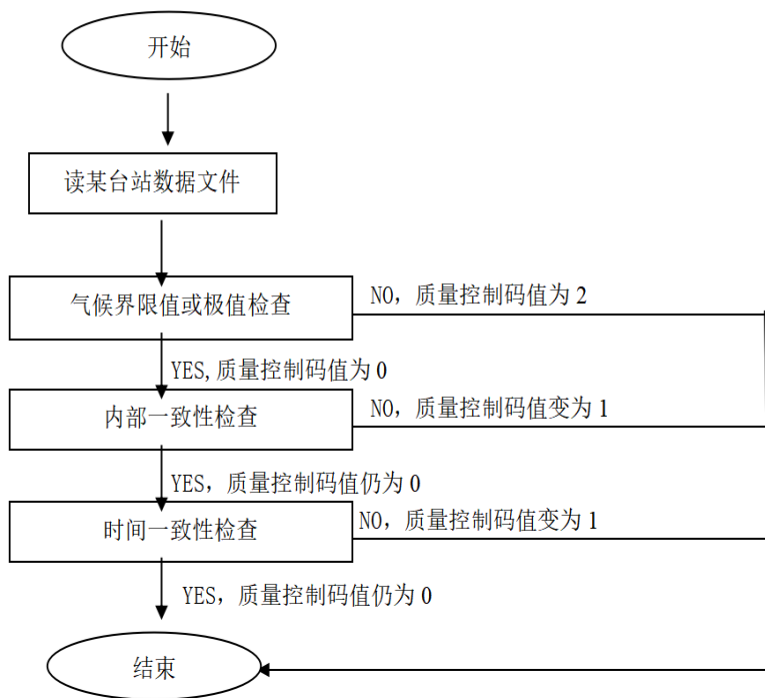 开始
读某台站数据文件
气候界限值或极值检查
NO，质量控制码值为 2
YES,质量控制码值为 0
内部一致性检查
NO，质量控制码值变为 1
YES，质量控制码值仍为 0
时间一致性检查
NO，质量控制码值变为 1
YES，质量控制码值仍为 0
结束